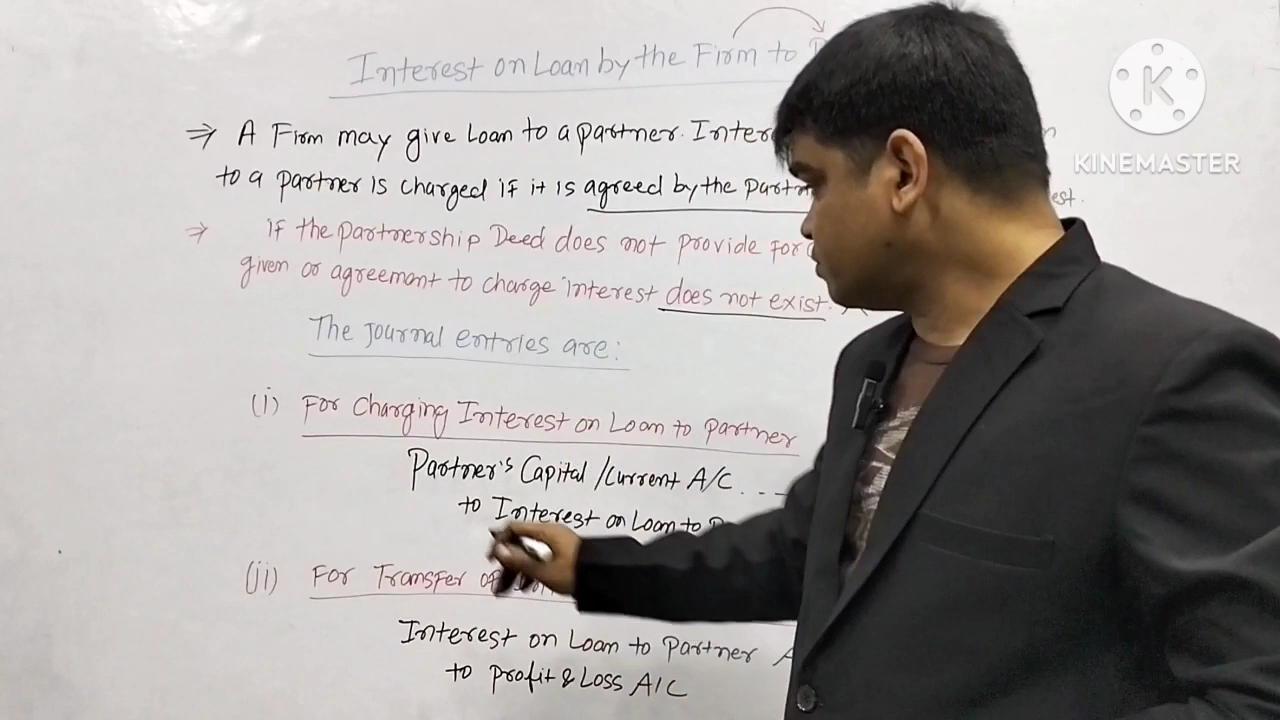 Interest on Loan by the Firm to
⇒ A Firm may give Loan to a partner. Inter
to a partner is charged if it is agreed by the Partn est.
⇒ if the partnership Deed does not provide for
given or agreement to charge interest does not exist.
The Journal entries are:
(i) For Charging Interest on Loan to partner
Partner's Capital /Current A/C ....
to Interest on Loan to
(ii) For Transfer of
Interest on Loan to Partner A
to profit & Loss A/C
K
KINEMASTER